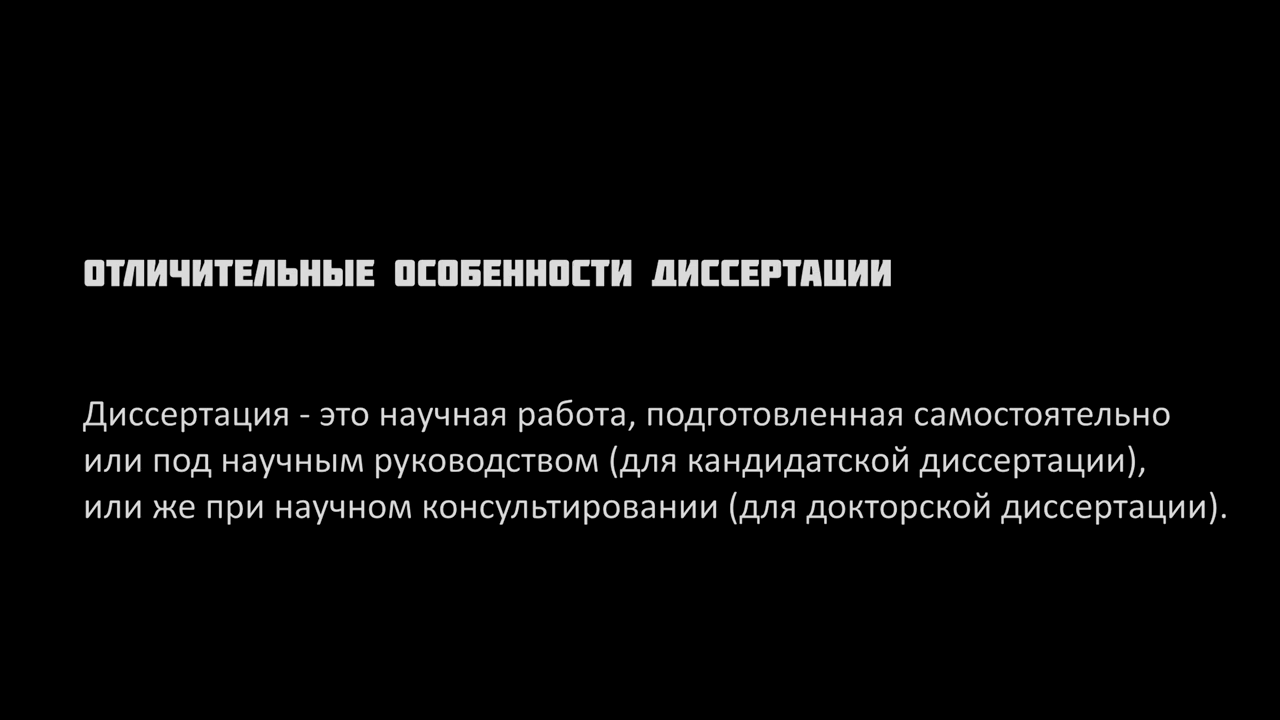 ОТЛИЧИТЕЛЬНЫЕ ОСОБЕННОСТИ ДИССЕРТАЦИИ
Диссертация - это научная работа, подготовленная самостоятельно
или под научным руководством (для кандидатской диссертации),
или же при научном консультировании (для докторской диссертации).